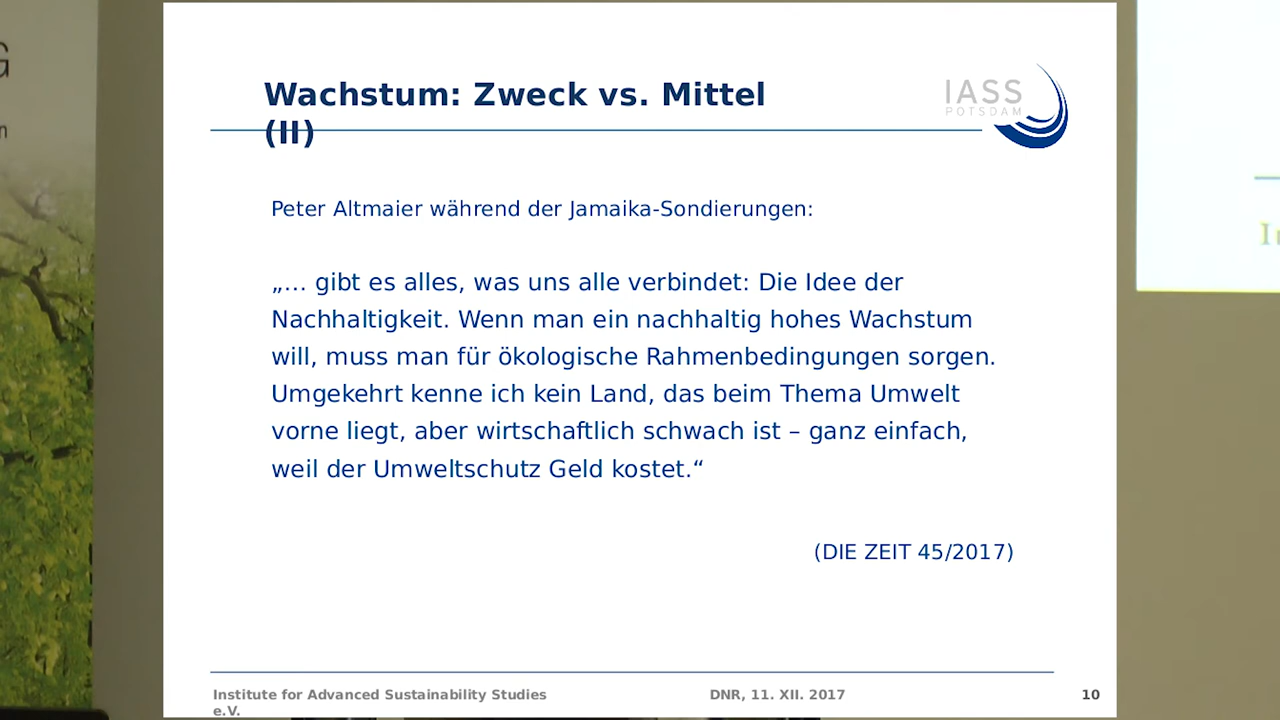 G
n
Wachstum: Zweck vs. Mittel
(II)
IASS
POTSDAM
Peter Altmaier während der Jamaika-Sondierungen:
„… gibt es alles, was uns alle verbindet: Die Idee der
Nachhaltigkeit. Wenn man ein nachhaltig hohes Wachstum
will, muss man für ökologische Rahmenbedingungen sorgen.
Umgekehrt kenne ich kein Land, das beim Thema Umwelt
vorne liegt, aber wirtschaftlich schwach ist – ganz einfach,
weil der Umweltschutz Geld kostet.“
(DIE ZEIT 45/2017)
Institute for Advanced Sustainability Studies
e.V.
DNR, 11. XII. 2017
10